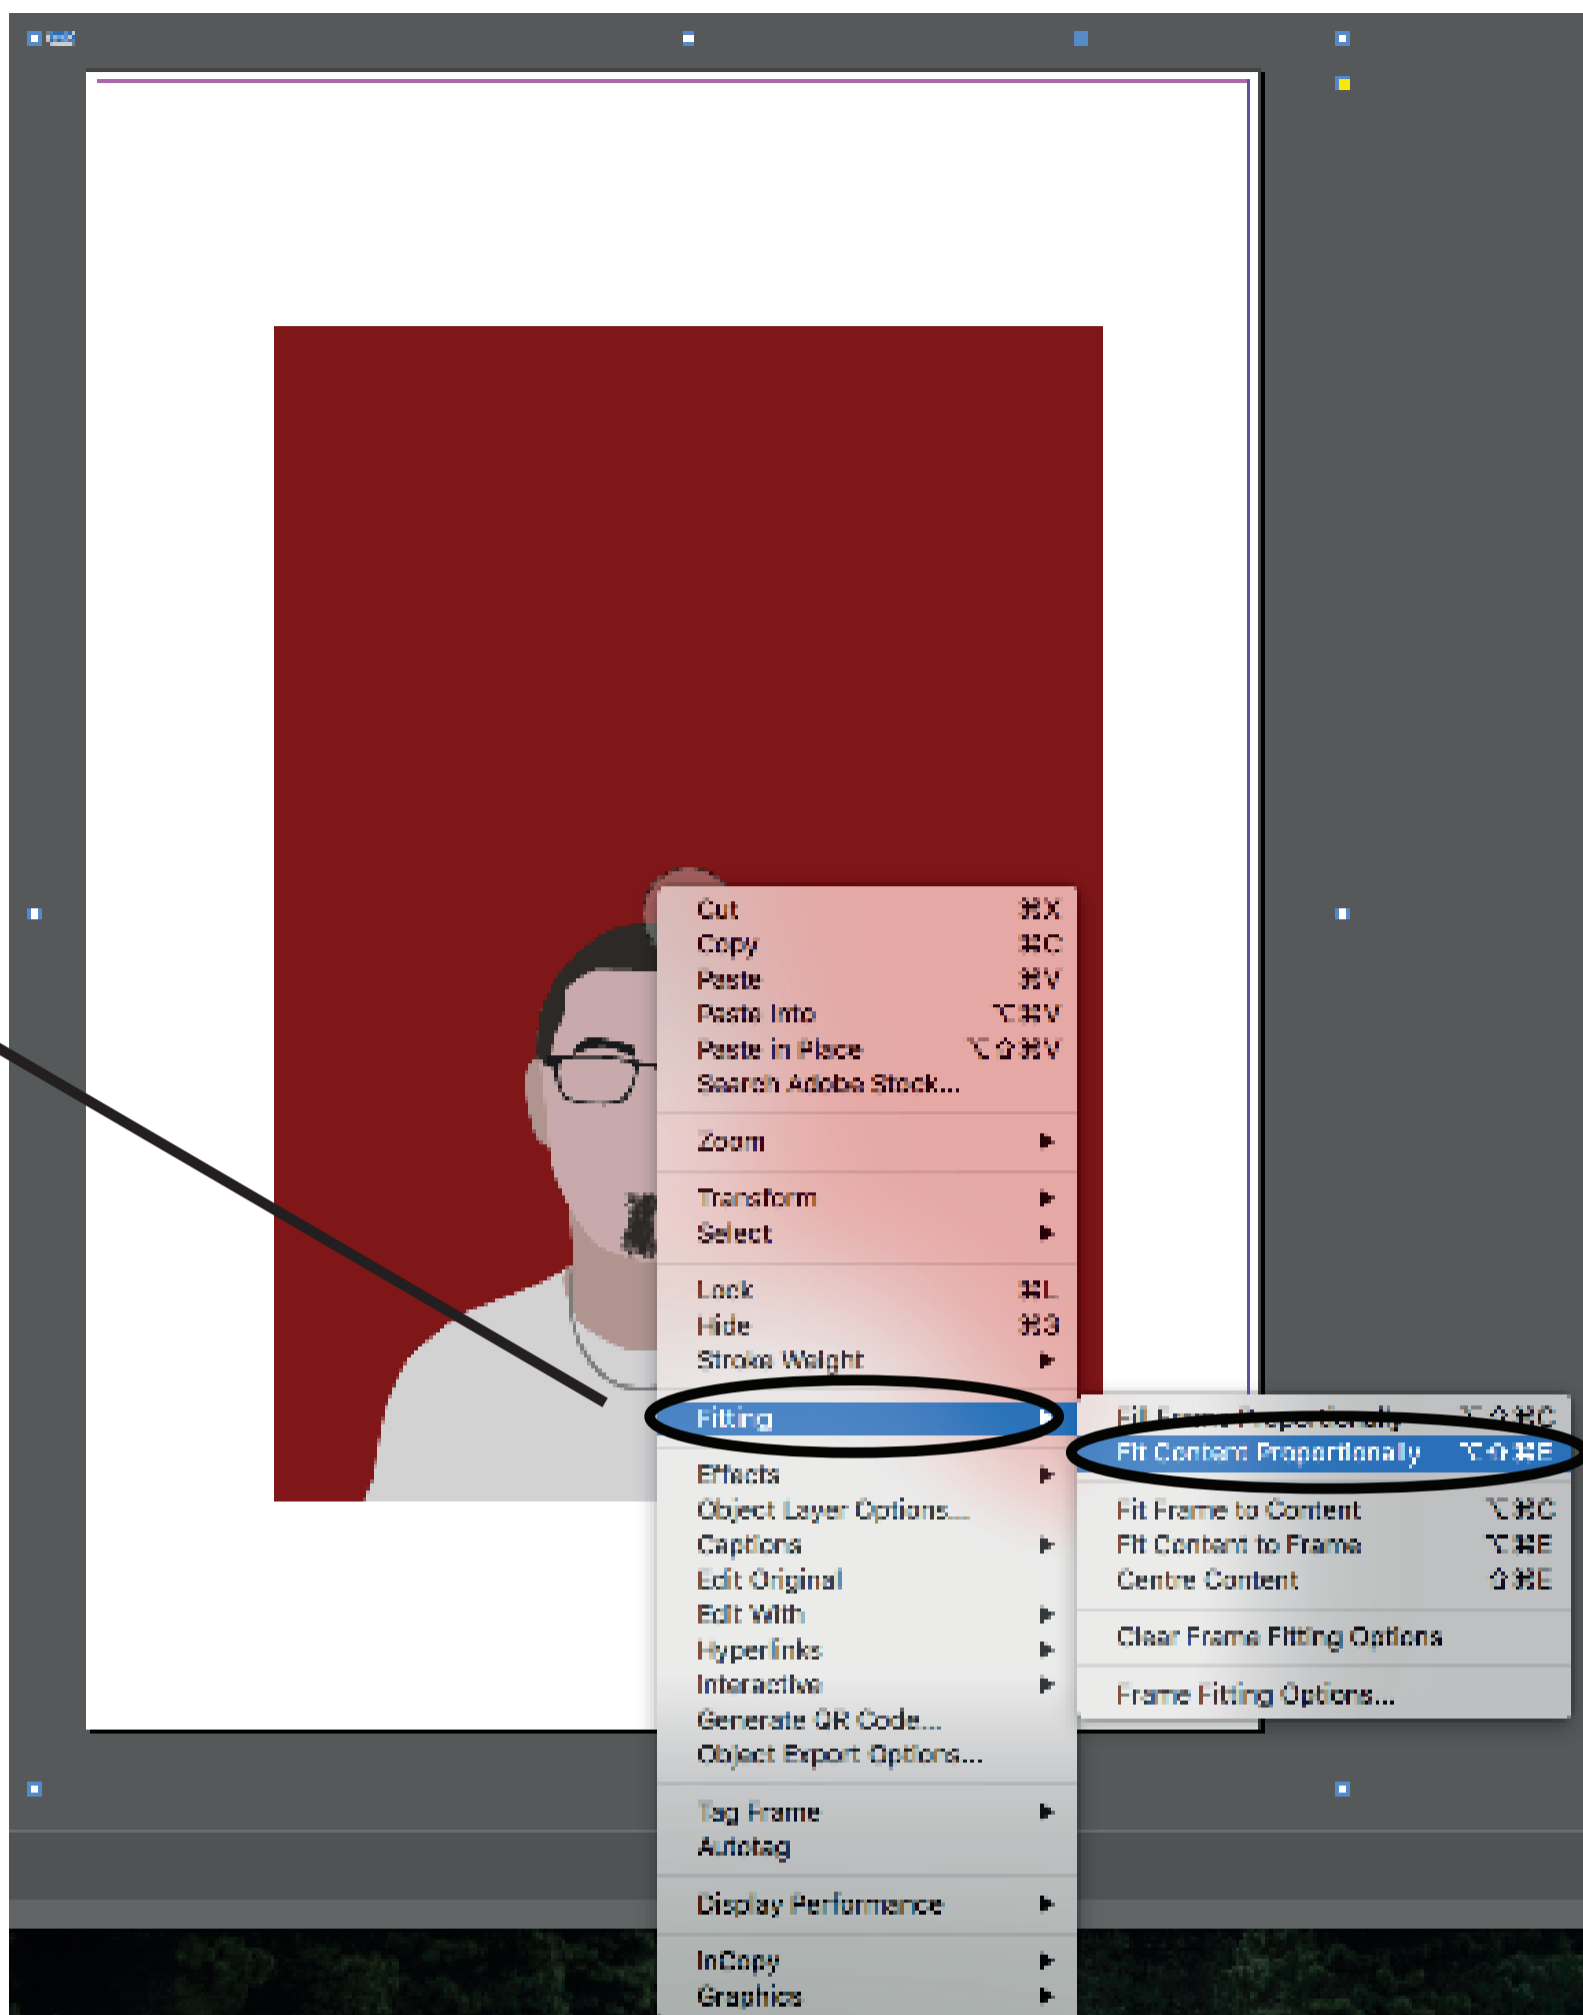 Cut ⌘X
Copy ⌘C
Paste ⌘V
Paste Into ⌥⌘V
Paste in Place ⌥⇧⌘V
Search Adobe Stock...
Zoom
Transform
Select
Lock ⌘L
Hide ⌘3
Stroke Weight
Fitting
Fill Frame Proportionally ⌥⇧⌘C
Fit Content Proportionally ⌥⇧⌘E
Fit Frame to Content ⌥⌘C
Fit Content to Frame ⌥⌘E
Centre Content ⇧⌘E
Clear Frame Fitting Options
Frame Fitting Options...
Effects
Object Layer Options...
Captions
Edit Original
Edit With
Hyperlinks
Interactive
Generate QR Code...
Object Export Options...
Tag Frame
Autotag
Display Performance
InCopy
Graphics